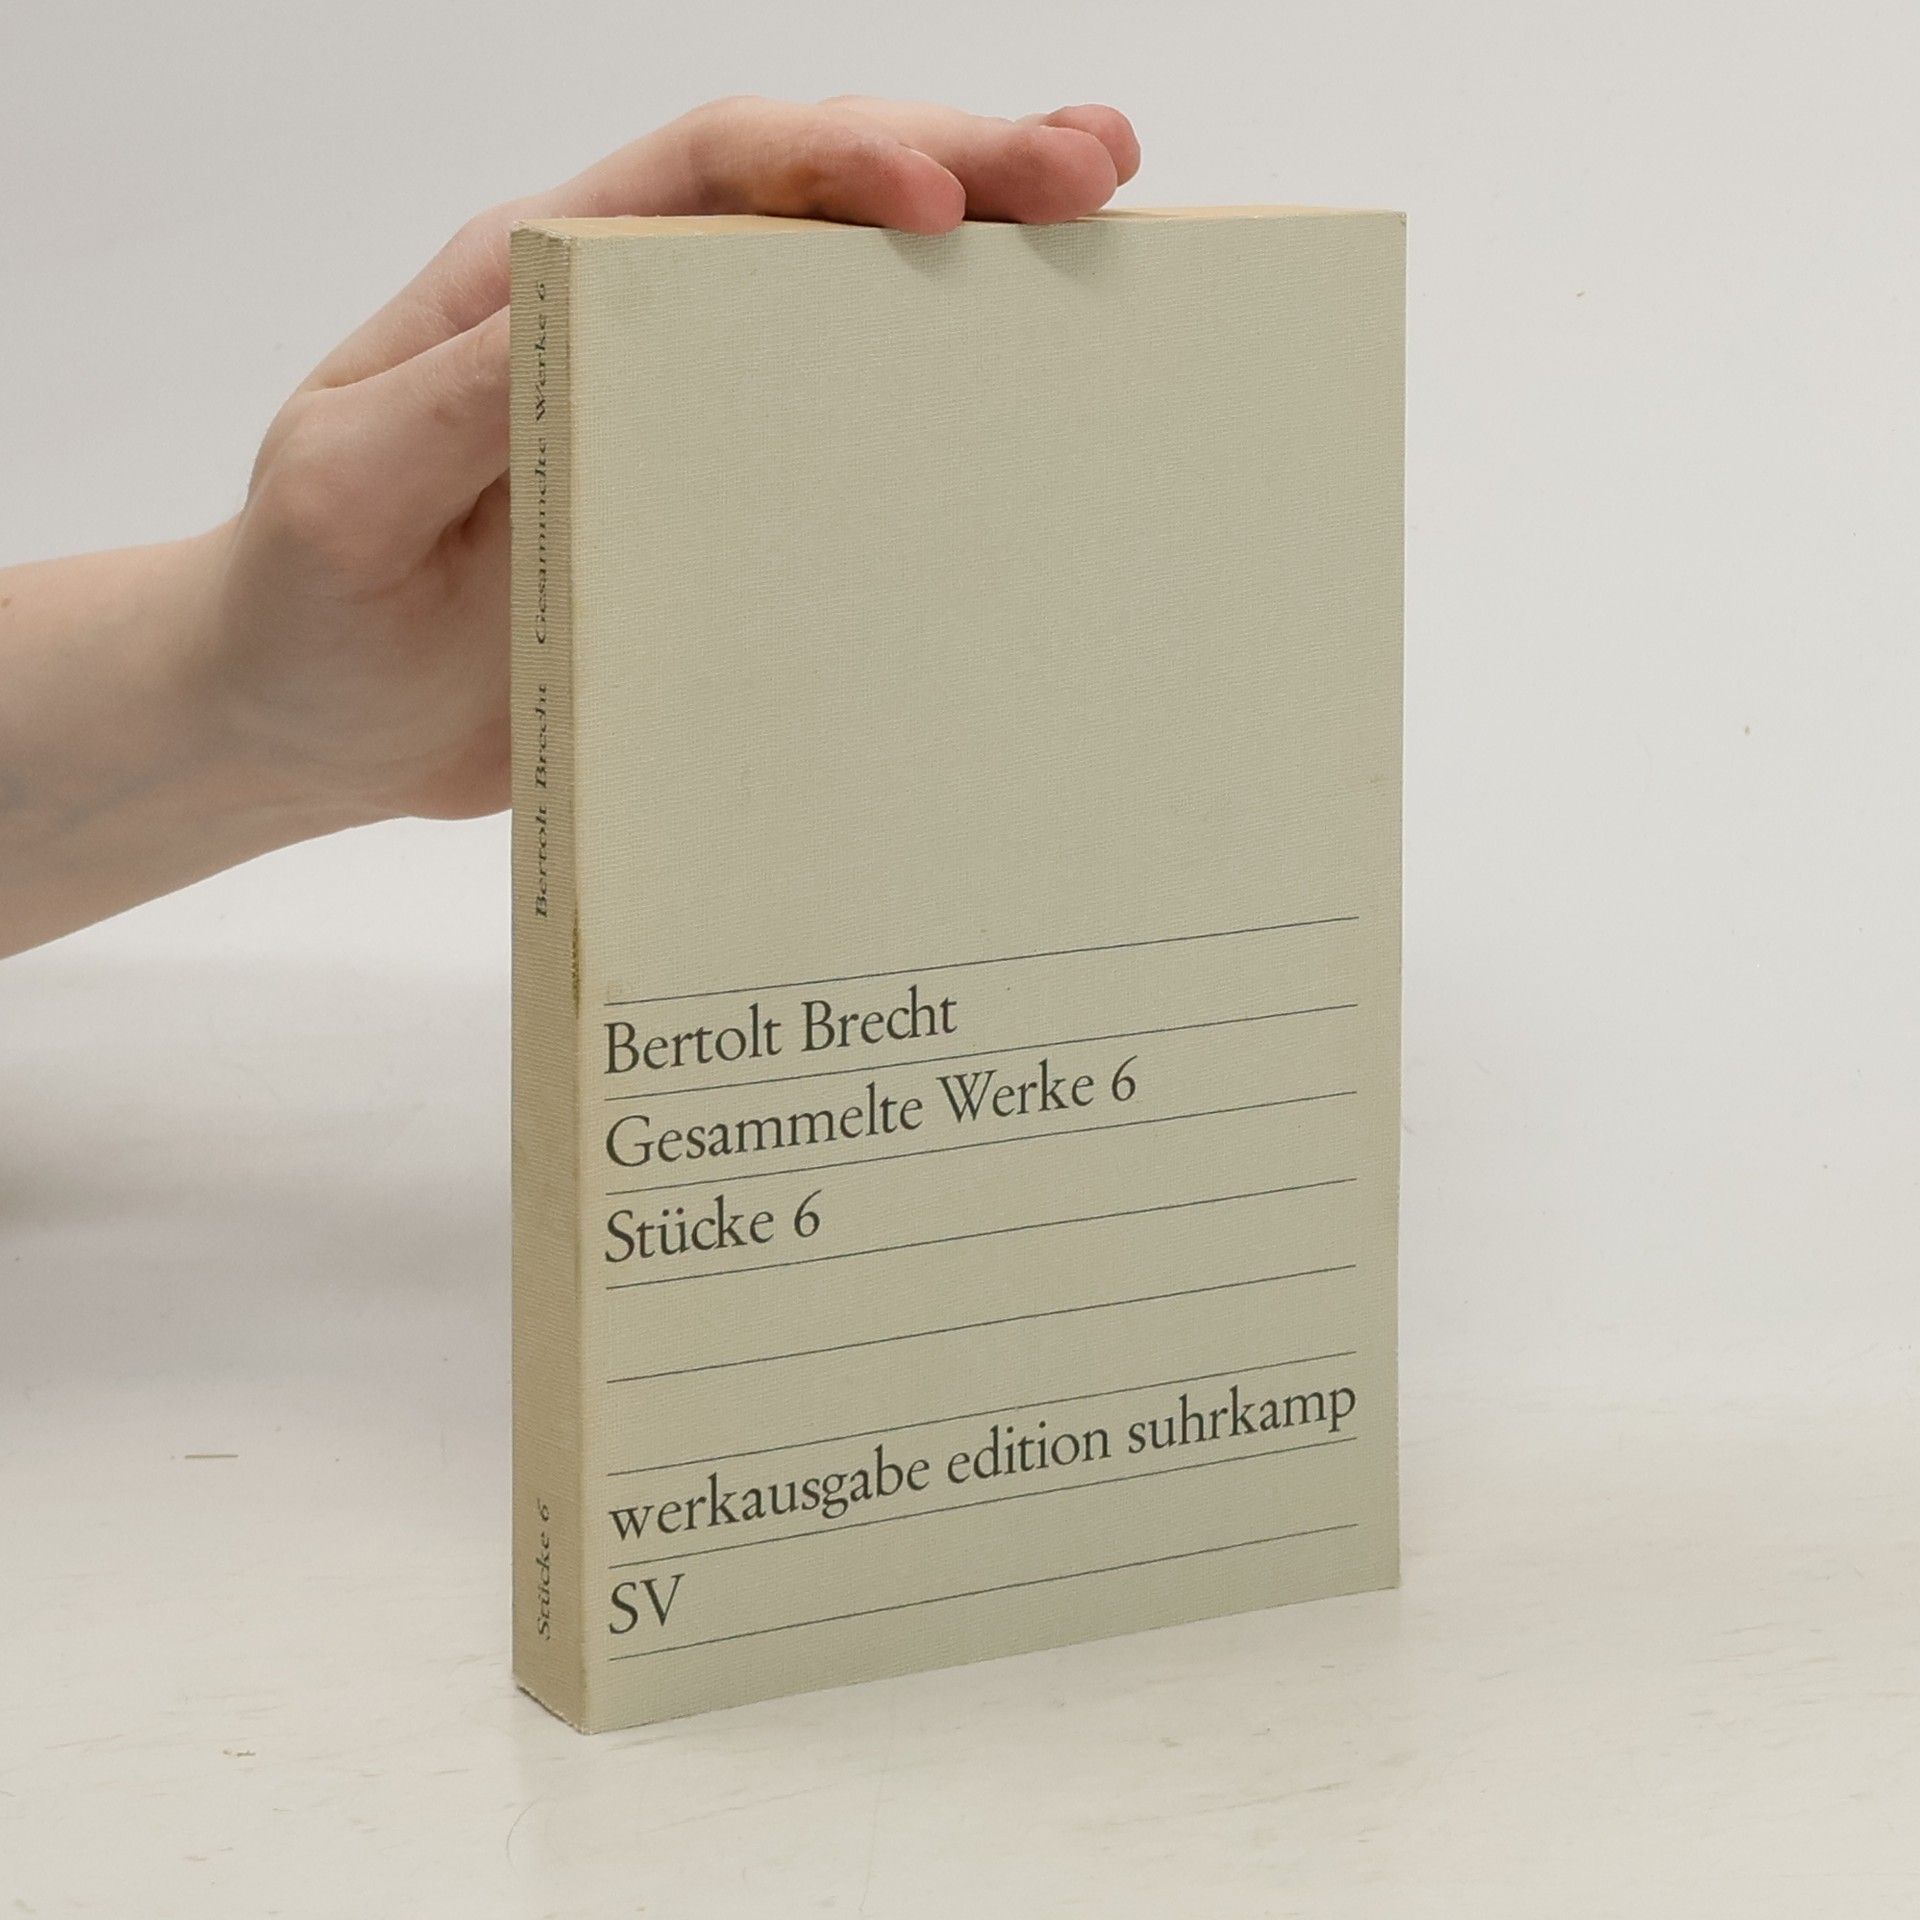 Bertolt Brecht Gesammelte Werke 6
Stücke 6
Bertolt Brecht
Gesammelte Werke 6
Stücke 6
werkausgabe edition suhrkamp
SV